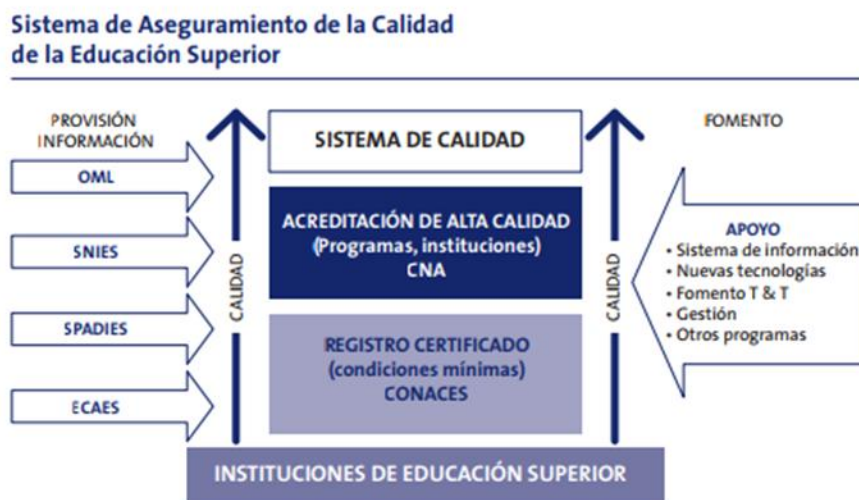 Sistema de Aseguramiento de la Calidad
de la Educación Superior
PROVISIÓN
INFORMACIÓN
OML
SNIES
SPADIES
ECAES
CALIDAD
SISTEMA DE CALIDAD
ACREDITACIÓN DE ALTA CALIDAD
(Programas, instituciones)
CNA
REGISTRO CERTIFICADO
(condiciones mínimas)
CONACES
INSTITUCIONES DE EDUCACIÓN SUPERIOR
CALIDAD
FOMENTO
APOYO
• Sistema de información
• Nuevas tecnologías
• Fomento T & T
• Gestión
• Otros programas